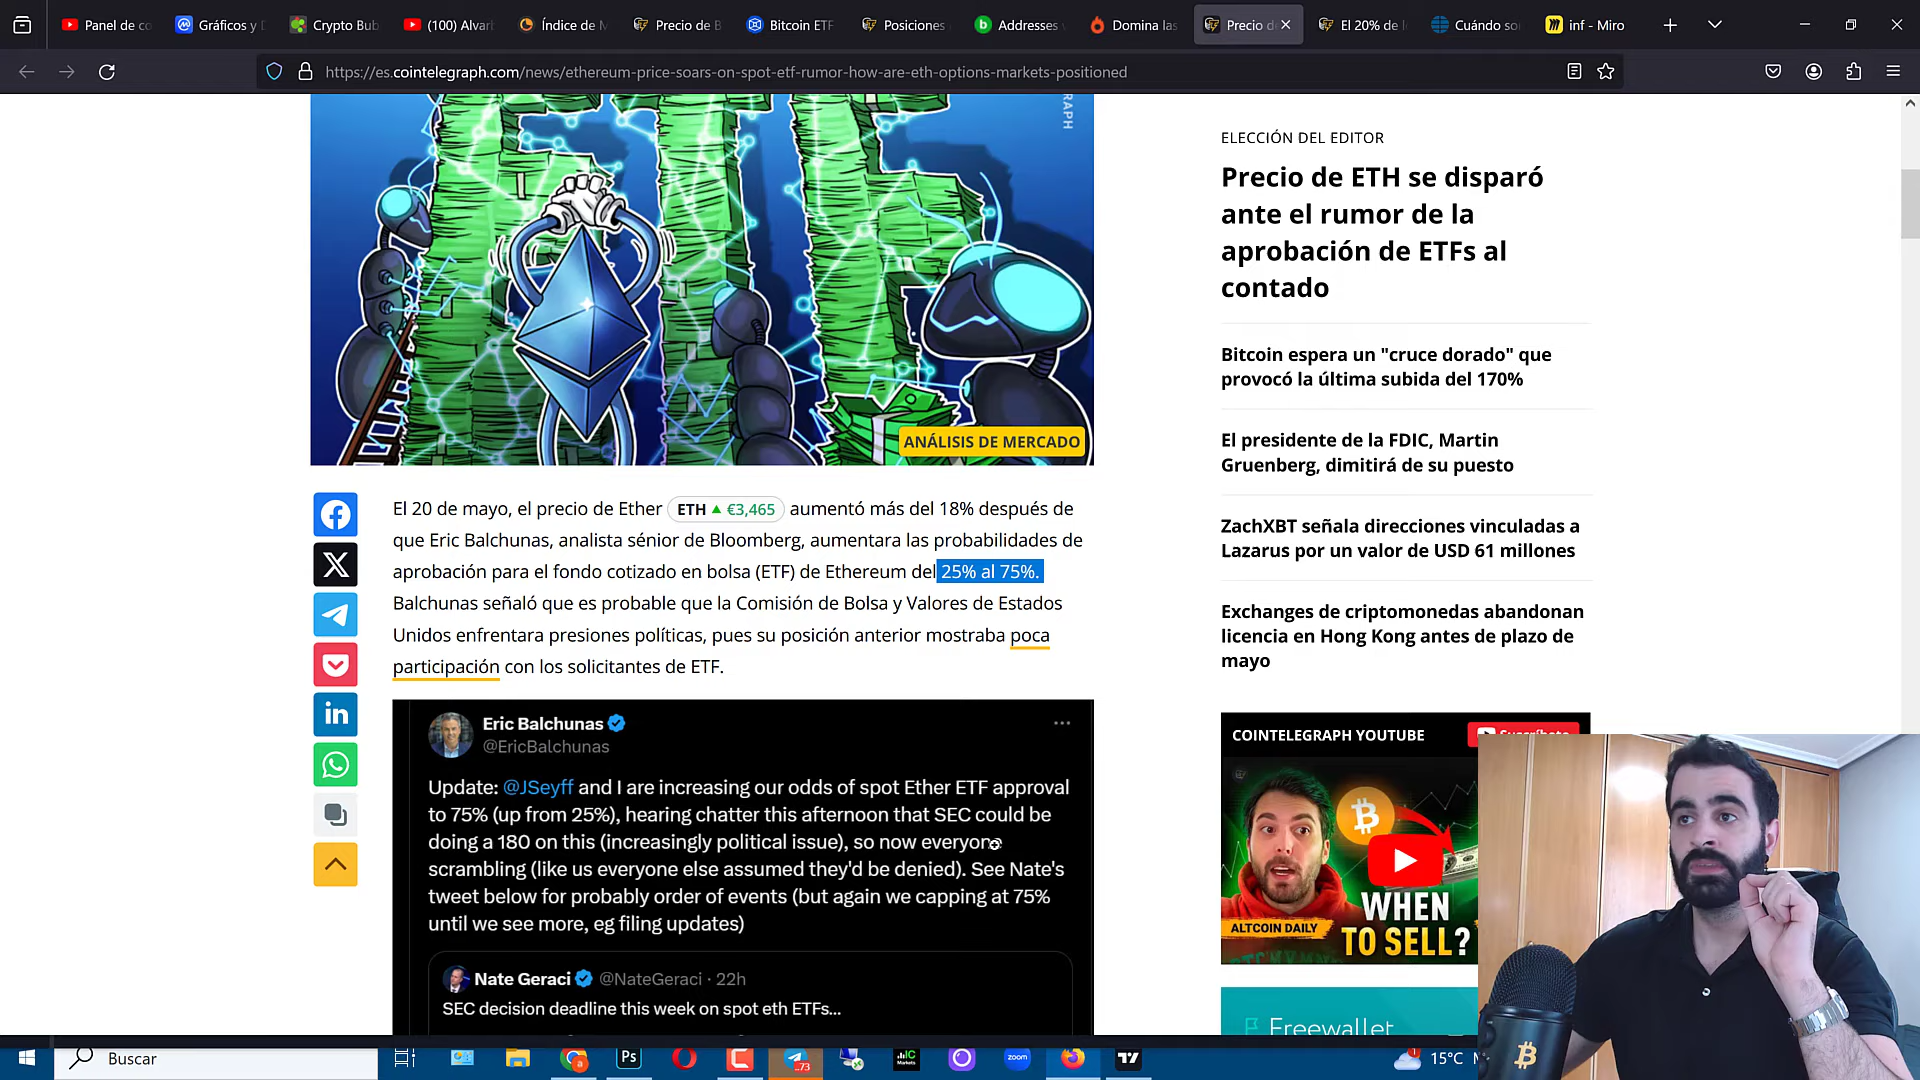 Panel de co
Gráficos y D
Crypto Bub
(100) Alvar
Índice de M
Precio de B
Bitcoin ETF
Posiciones
Addresses
Domina las
Precio d
El 20% de l
Cuándo so
inf - Miro
https://es.cointelegraph.com/news/ethereum-price-soars-on-spot-etf-rumor-how-are-eth-options-markets-positioned
GRAPH
ANÁLISIS DE MERCADO
El 20 de mayo, el precio de Ether ETH ▲ €3,465 aumentó más del 18% después de
que Eric Balchunas, analista sénior de Bloomberg, aumentara las probabilidades de
aprobación para el fondo cotizado en bolsa (ETF) de Ethereum del 25% al 75%.
Balchunas señaló que es probable que la Comisión de Bolsa y Valores de Estados
Unidos enfrentara presiones políticas, pues su posición anterior mostraba poca
participación con los solicitantes de ETF.
Eric Balchunas
@EricBalchunas
Update: @JSeyff and I are increasing our odds of spot Ether ETF approval
to 75% (up from 25%), hearing chatter this afternoon that SEC could be
doing a 180 on this (increasingly political issue), so now everyone
scrambling (like us everyone else assumed they'd be denied). See Nate's
tweet below for probably order of events (but again we capping at 75%
until we see more, eg filing updates)
Nate Geraci @NateGeraci · 22h
SEC decision deadline this week on spot eth ETFs...
ELECCIÓN DEL EDITOR
Precio de ETH se disparó
ante el rumor de la
aprobación de ETFs al
contado
Bitcoin espera un "cruce dorado" que
provocó la última subida del 170%
El presidente de la FDIC, Martin
Gruenberg, dimitirá de su puesto
ZachXBT señala direcciones vinculadas a
Lazarus por un valor de USD 61 millones
Exchanges de criptomonedas abandonan
licencia en Hong Kong antes de plazo de
mayo
COINTELEGRAPH YOUTUBE
WHEN
TO SELL?
ALTCOIN DAILY
Freewallet
Buscar
Ps
73
IC
Markets
zoom
1
15°C